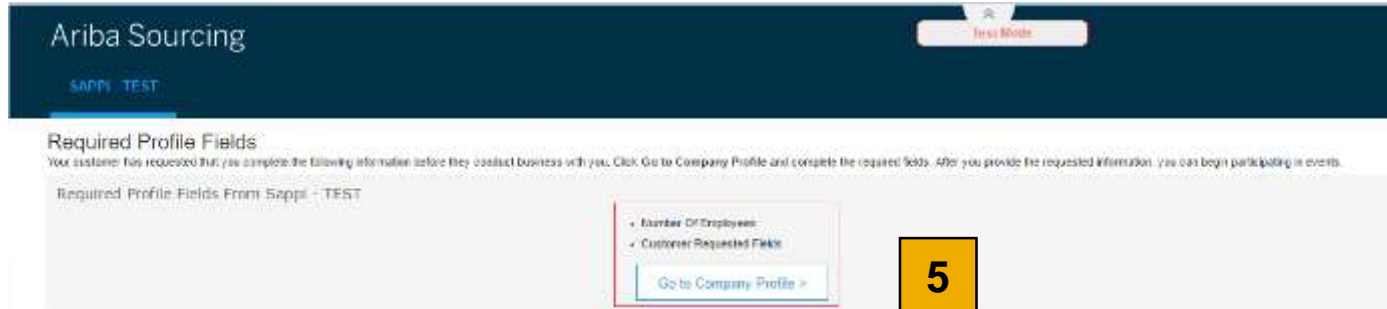 Ariba Sourcing
Test Mode
SAPPI - TEST
Required Profile Fields
Your customer has requested that you complete the following information before they conduct business with you. Click Go to Company Profile and complete the required fields. After you provide the requested information, you can begin participating in events.
Required Profile Fields From Sappi - TEST
• Number Of Employees
• Customer Requested Fields
Go to Company Profile >
5